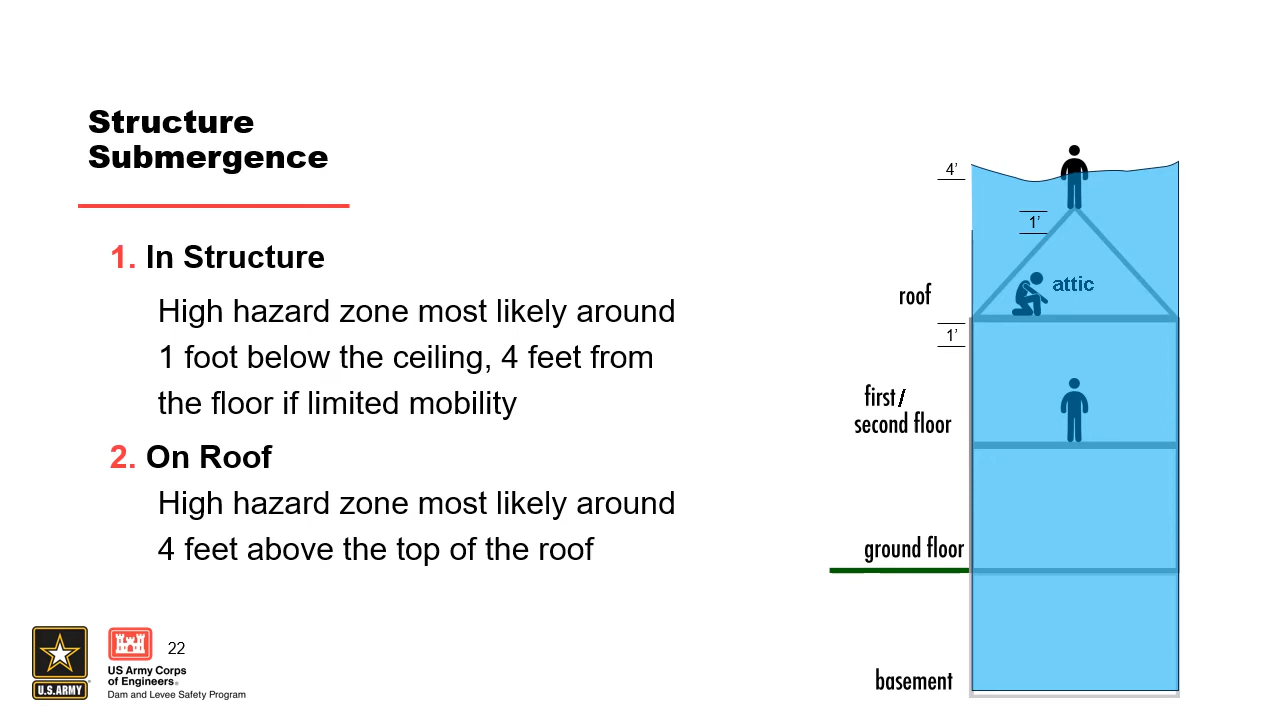 Structure
Submergence
1. In Structure
High hazard zone most likely around
1 foot below the ceiling, 4 feet from
the floor if limited mobility
2. On Roof
High hazard zone most likely around
4 feet above the top of the roof
4’
1’
attic
roof
1’
first/
second floor
ground floor
basement
U.S.ARMY
US Army Corps
of Engineers®
Dam and Levee Safety Program
22